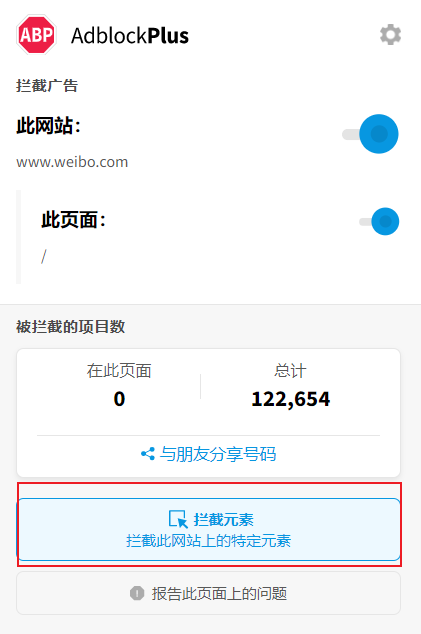 ABP AdblockPlus
拦截广告
此网站：
www.weibo.com
此页面：
/
被拦截的项目数
在此页面 总计
0 122,654
与朋友分享号码
拦截元素
拦截此网站上的特定元素
报告此页面上的问题